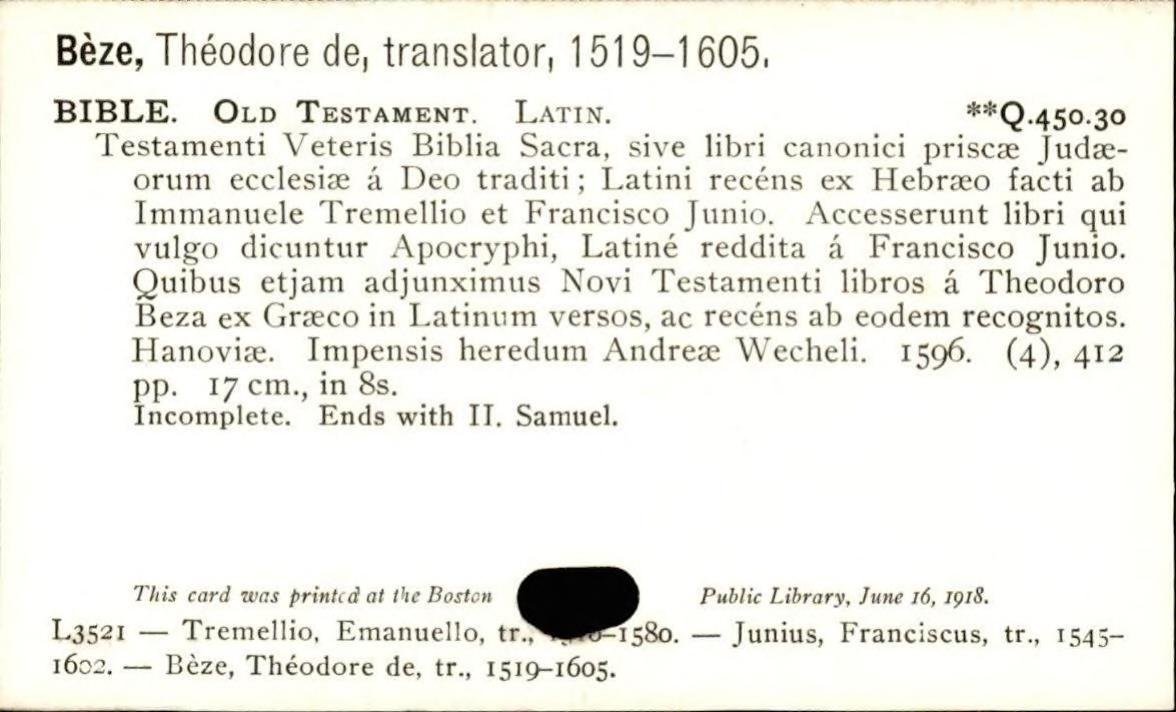 Bèze, Théodore de, translator, 1519–1605.
BIBLE. OLD TESTAMENT. LATIN. **Q.450.30
Testamenti Veteris Biblia Sacra, sive libri canonici priscæ Judæ-
orum ecclesiæ á Deo traditi; Latini recéns ex Hebræo facti ab
Immanuele Tremellio et Francisco Junio. Accesserunt libri qui
vulgo dicuntur Apocryphi, Latiné reddita á Francisco Junio.
Quibus etjam adjunximus Novi Testamenti libros á Theodoro
Beza ex Græco in Latinum versos, ac recéns ab eodem recognitos.
Hanoviæ. Impensis heredum Andreæ Wecheli. 1596. (4), 412
pp. 17 cm., in 8s.
Incomplete. Ends with II. Samuel.
This card was printed at the Boston Public Library, June 16, 1918.
L3521 — Tremellio, Emanuello, tr., –1580. — Junius, Franciscus, tr., 1545–
1602. — Bèze, Théodore de, tr., 1519–1605.